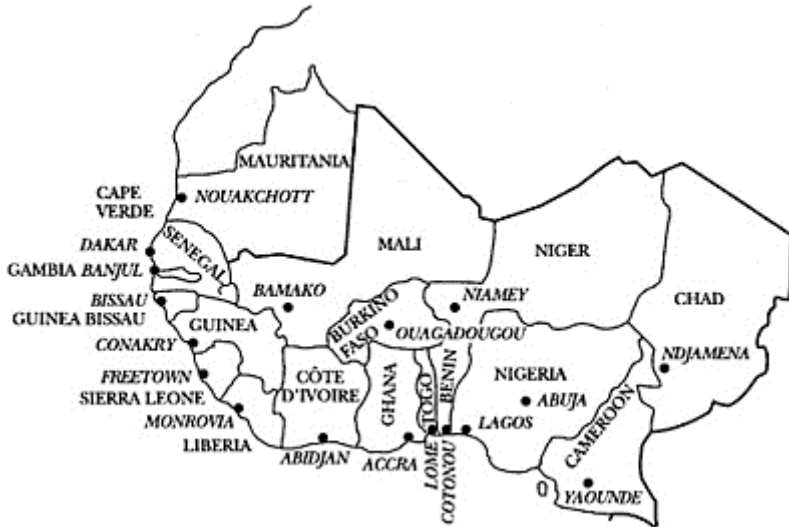 MAURITANIA
CAPE
VERDE
NOUAKCHOTT
DAKAR
SENEGAL
MALI
NIGER
GAMBIA BANJUL
BISSAU
BAMAKO
NIAMEY
CHAD
GUINEA BISSAU
GUINEA
BURKINO
FASO
OUAGADOUGOU
CONAKRY
NDJAMENA
FREETOWN
CÔTE
D'IVOIRE
GHANA
TOGO
BENIN
NIGERIA
ABUJA
SIERRA LEONE
MONROVIA
LIBERIA
ABIDJAN
ACCRA
LOME
COTONOU
LAGOS
CAMEROON
YAOUNDE